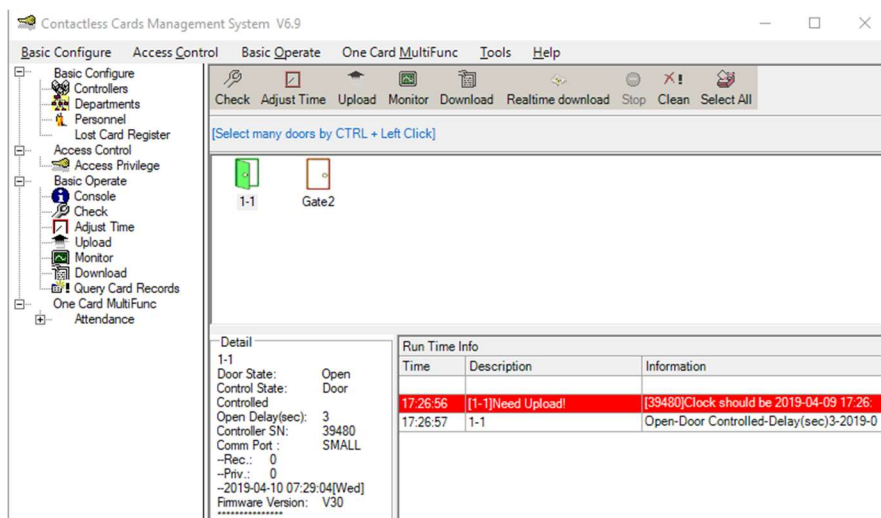 Contactless Cards Management System V6.9
Basic Configure Access Control Basic Operate One Card MultiFunc Tools Help
Basic Configure
Controllers
Departments
Personnel
Lost Card Register
Access Control
Access Privilege
Basic Operate
Console
Check
Adjust Time
Upload
Monitor
Download
Query Card Records
One Card MultiFunc
Attendance
Check Adjust Time Upload Monitor Download Realtime download Stop Clean Select All
[Select many doors by CTRL + Left Click]
1-1 Gate2
Detail
1-1
Door State: Open
Control State: Door
Controlled
Open Delay(sec): 3
Controller SN: 39480
Comm Port : SMALL
--Rec.: 0
--Priv.: 0
--2019-04-10 07:29:04[Wed]
Firmware Version: V30
***************
Run Time Info
Time Description Information
17:26:56 [1-1]Need Upload! [39480]Clock should be 2019-04-09 17:26:
17:26:57 1-1 Open-Door Controlled-Delay(sec)3-2019-0